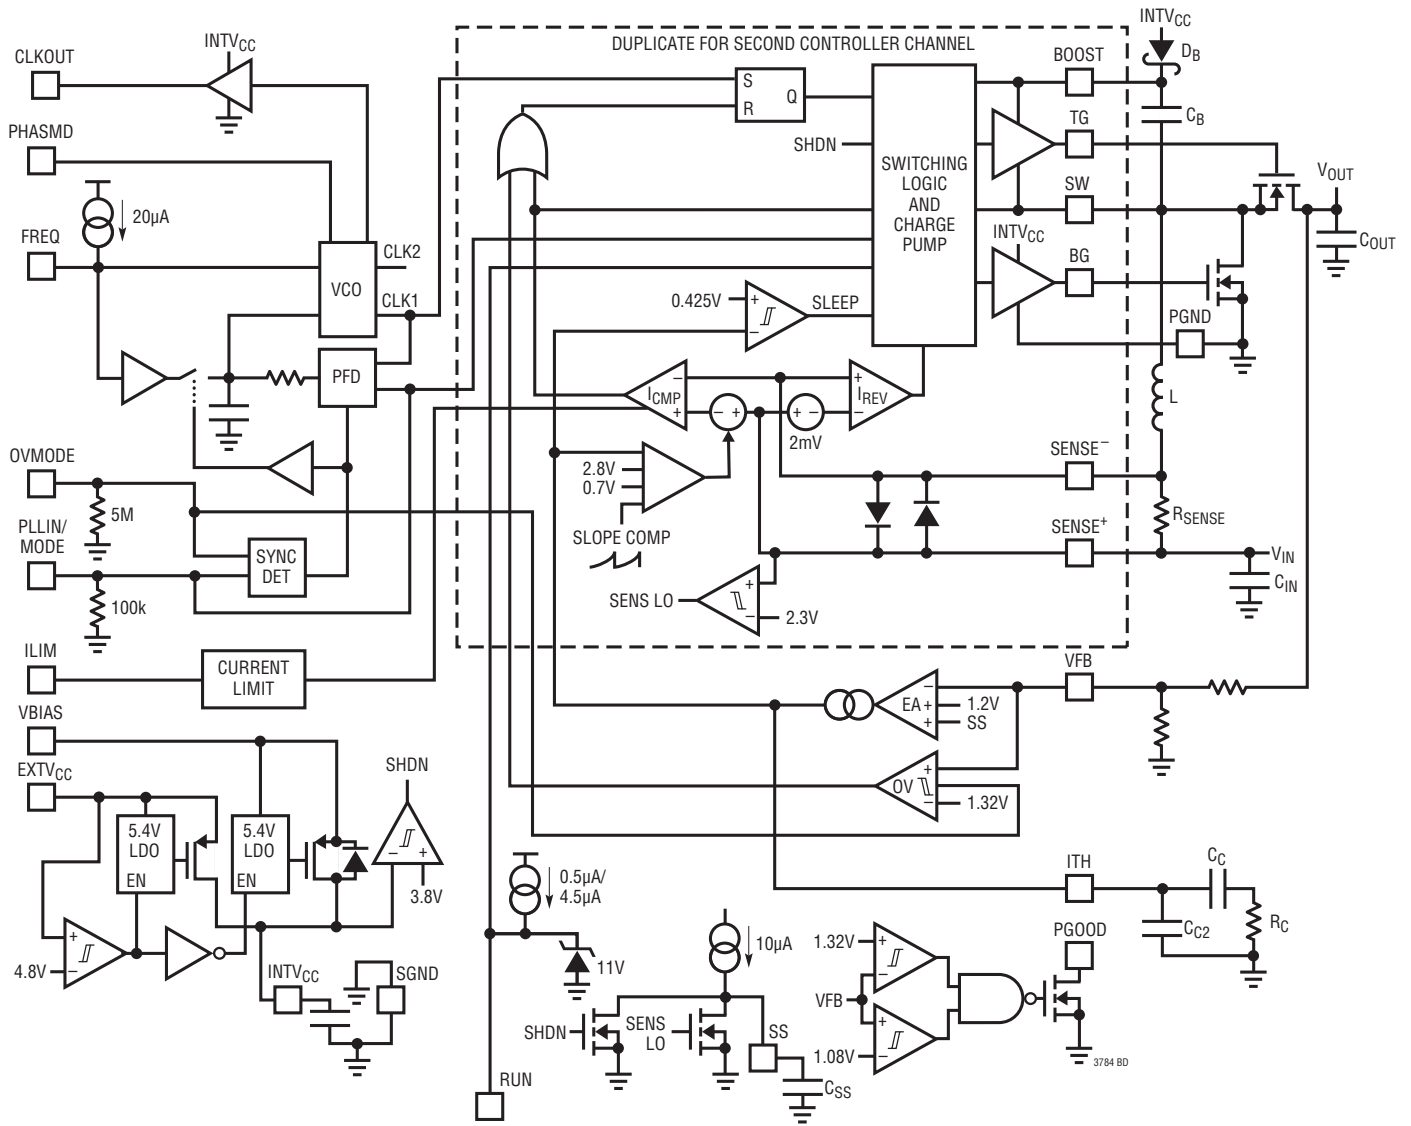 INTVCC
DUPLICATE FOR SECOND CONTROLLER CHANNEL
INTVCC
CLKOUT
BOOST
DB
S
R
Q
CB
PHASMD
TG
SHDN
SWITCHING
LOGIC
AND
CHARGE
PUMP
VOUT
20µA
SW
FREQ
CLK2
INTVCC
COUT
VCO
BG
CLK1
0.425V
+
–
SLEEP
PGND
PFD
–
ICMP
+
– +
+ –
2mV
+
IREV
–
L
OVMODE
5M
2.8V
0.7V
SLOPE COMP
SENSE–
RSENSE
PLLIN/
MODE
SYNC
DET
SENSE+
VIN
CIN
100k
SENS LO
+
–
2.3V
ILIM
CURRENT
LIMIT
VFB
VBIAS
–
EA +
+
1.2V
SS
EXTVCC
SHDN
+
OV
–
1.32V
5.4V
LDO
EN
5.4V
LDO
EN
–
+
3.8V
0.5µA/
4.5µA
ITH
CC
RC
CC2
+
–
4.8V
11V
10µA
1.32V
+
–
PGOOD
INTVCC
SGND
VFB
SHDN
SENS
LO
SS
+
–
1.08V
3784 BD
RUN
CSS